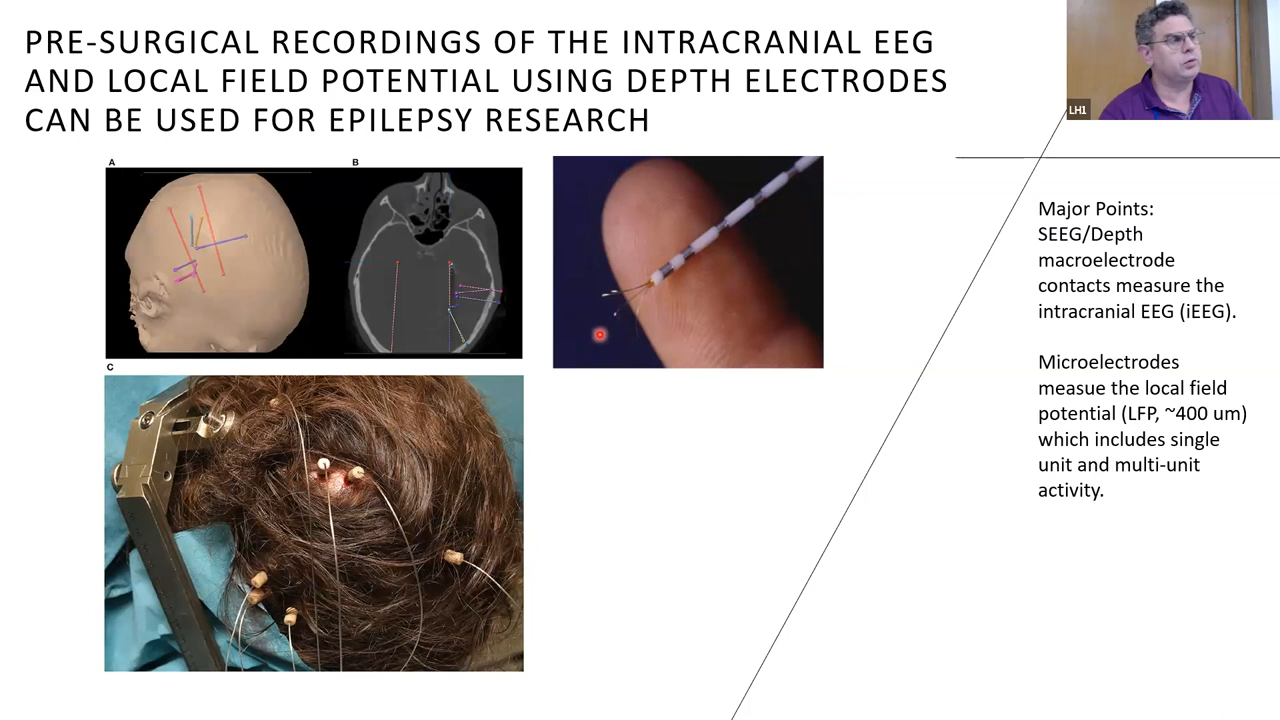 PRE-SURGICAL RECORDINGS OF THE INTRACRANIAL EEG
AND LOCAL FIELD POTENTIAL USING DEPTH ELECTRODES
CAN BE USED FOR EPILEPSY RESEARCH
LH1
A
B
C
Major Points:
SEEG/Depth
macroelectrode
contacts measure the
intracranial EEG (iEEG).
Microelectrodes
measue the local field
potential (LFP, ~400 um)
which includes single
unit and multi-unit
activity.